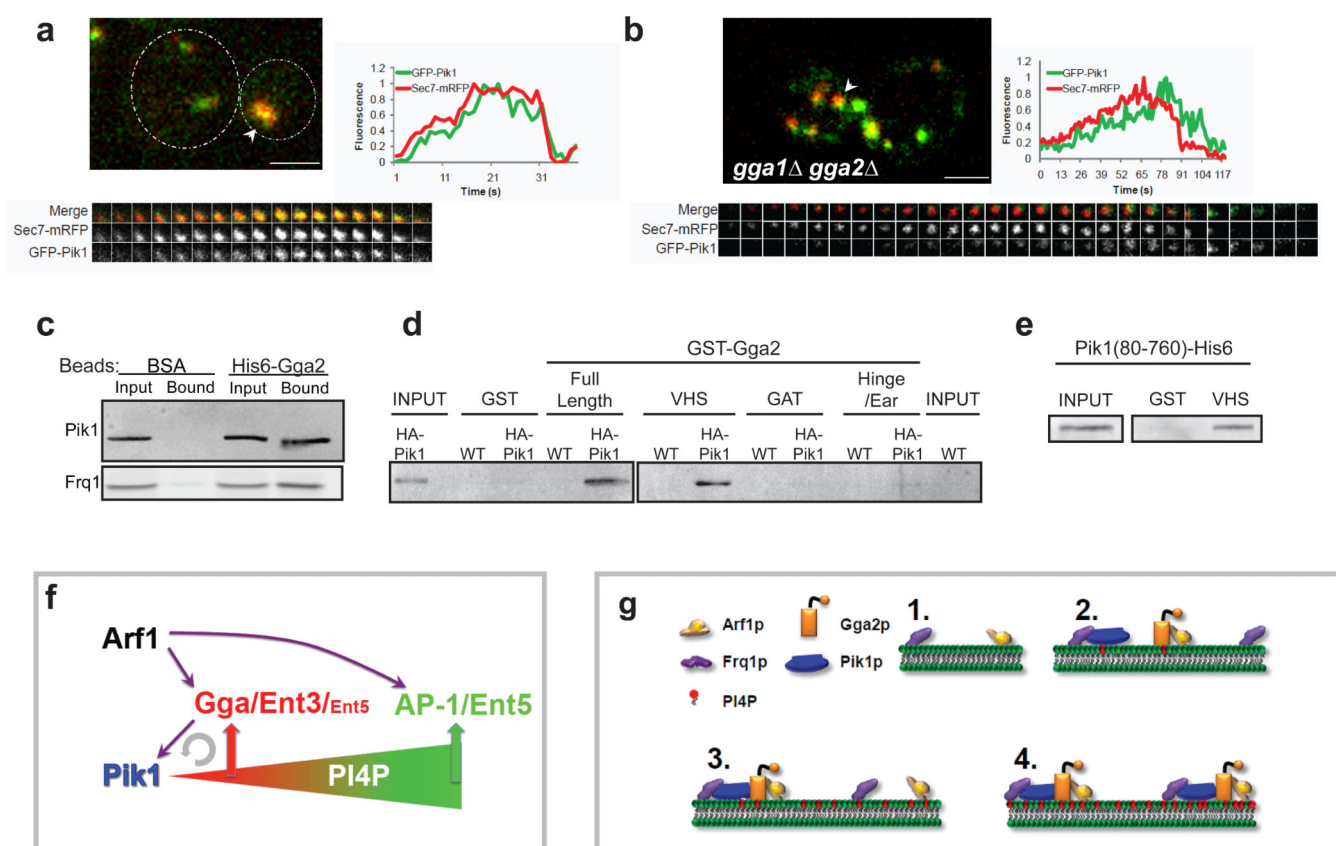 a
1.2
1
0.8
0.6
0.4
0.2
0
Fluorescence
GFP-Pik1
Sec7-mRFP
1 11 21 31
Time (s)
Merge
Sec7-mRFP
GFP-Pik1
b
gga1Δ gga2Δ
1.2
1
0.8
0.6
0.4
0.2
0
Fluorescence
GFP-Pik1
Sec7-mRFP
0 13 26 39 52 65 78 91 104 117
Time (s)
Merge
Sec7-mRFP
GFP-Pik1
c
Beads: BSA His6-Gga2
Input Bound Input Bound
Pik1
Frq1
d
GST-Gga2
Full Length
Hinge /Ear
INPUT GST VHS GAT INPUT
HA-Pik1 WT HA-Pik1 WT HA-Pik1 WT HA-Pik1 WT HA-Pik1 WT HA-Pik1 WT
e
Pik1(80-760)-His6
INPUT GST VHS
f
Arf1
Gga/Ent3/Ent5 AP-1/Ent5
Pik1 PI4P
g
Arf1p Gga2p
Frq1p Pik1p
PI4P
1.
2.
3.
4.